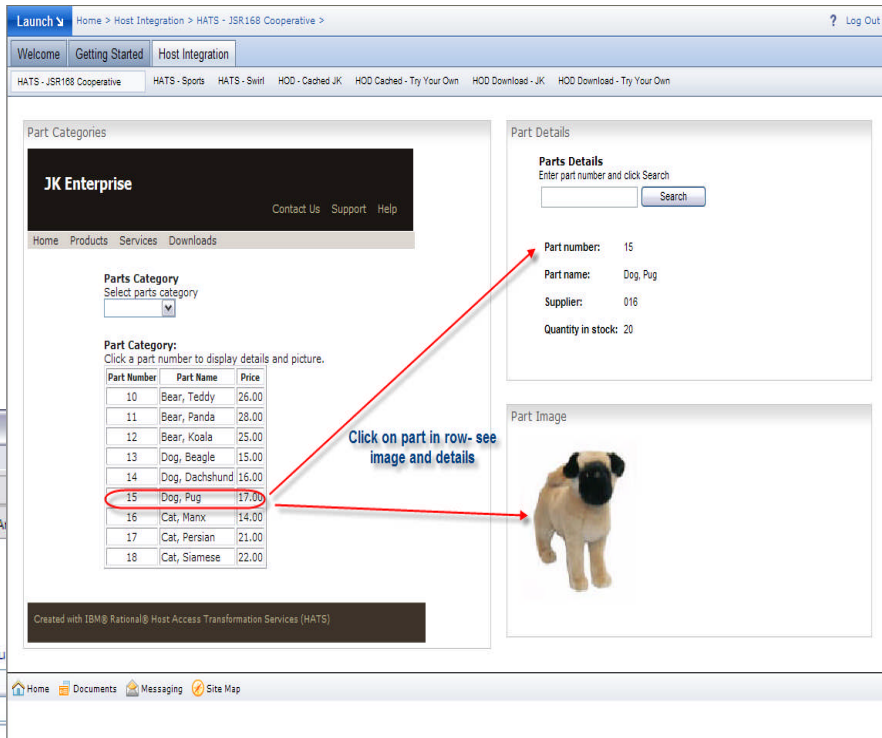 Launch Home > Host Integration > HATS - JSR168 Cooperative > ? Log Out
Welcome Getting Started Host Integration
HATS - JSR168 Cooperative HATS - Sports HATS - Swirl HOD - Cached JK HOD Cached - Try Your Own HOD Download - JK HOD Download - Try Your Own
Part Categories
JK Enterprise
Contact Us Support Help
Home Products Services Downloads
Parts Category
Select parts category
Part Category:
Click a part number to display details and picture.
Part Number Part Name Price
10 Bear, Teddy 26.00
11 Bear, Panda 28.00
12 Bear, Koala 25.00
13 Dog, Beagle 15.00
14 Dog, Dachshund 16.00
15 Dog, Pug 17.00
16 Cat, Manx 14.00
17 Cat, Persian 21.00
18 Cat, Siamese 22.00
Created with IBM® Rational® Host Access Transformation Services (HATS)
Click on part in row- see
image and details
Part Details
Parts Details
Enter part number and click Search
Search
Part number: 15
Part name: Dog, Pug
Supplier: 016
Quantity in stock: 20
Part Image
Home Documents Messaging Site Map